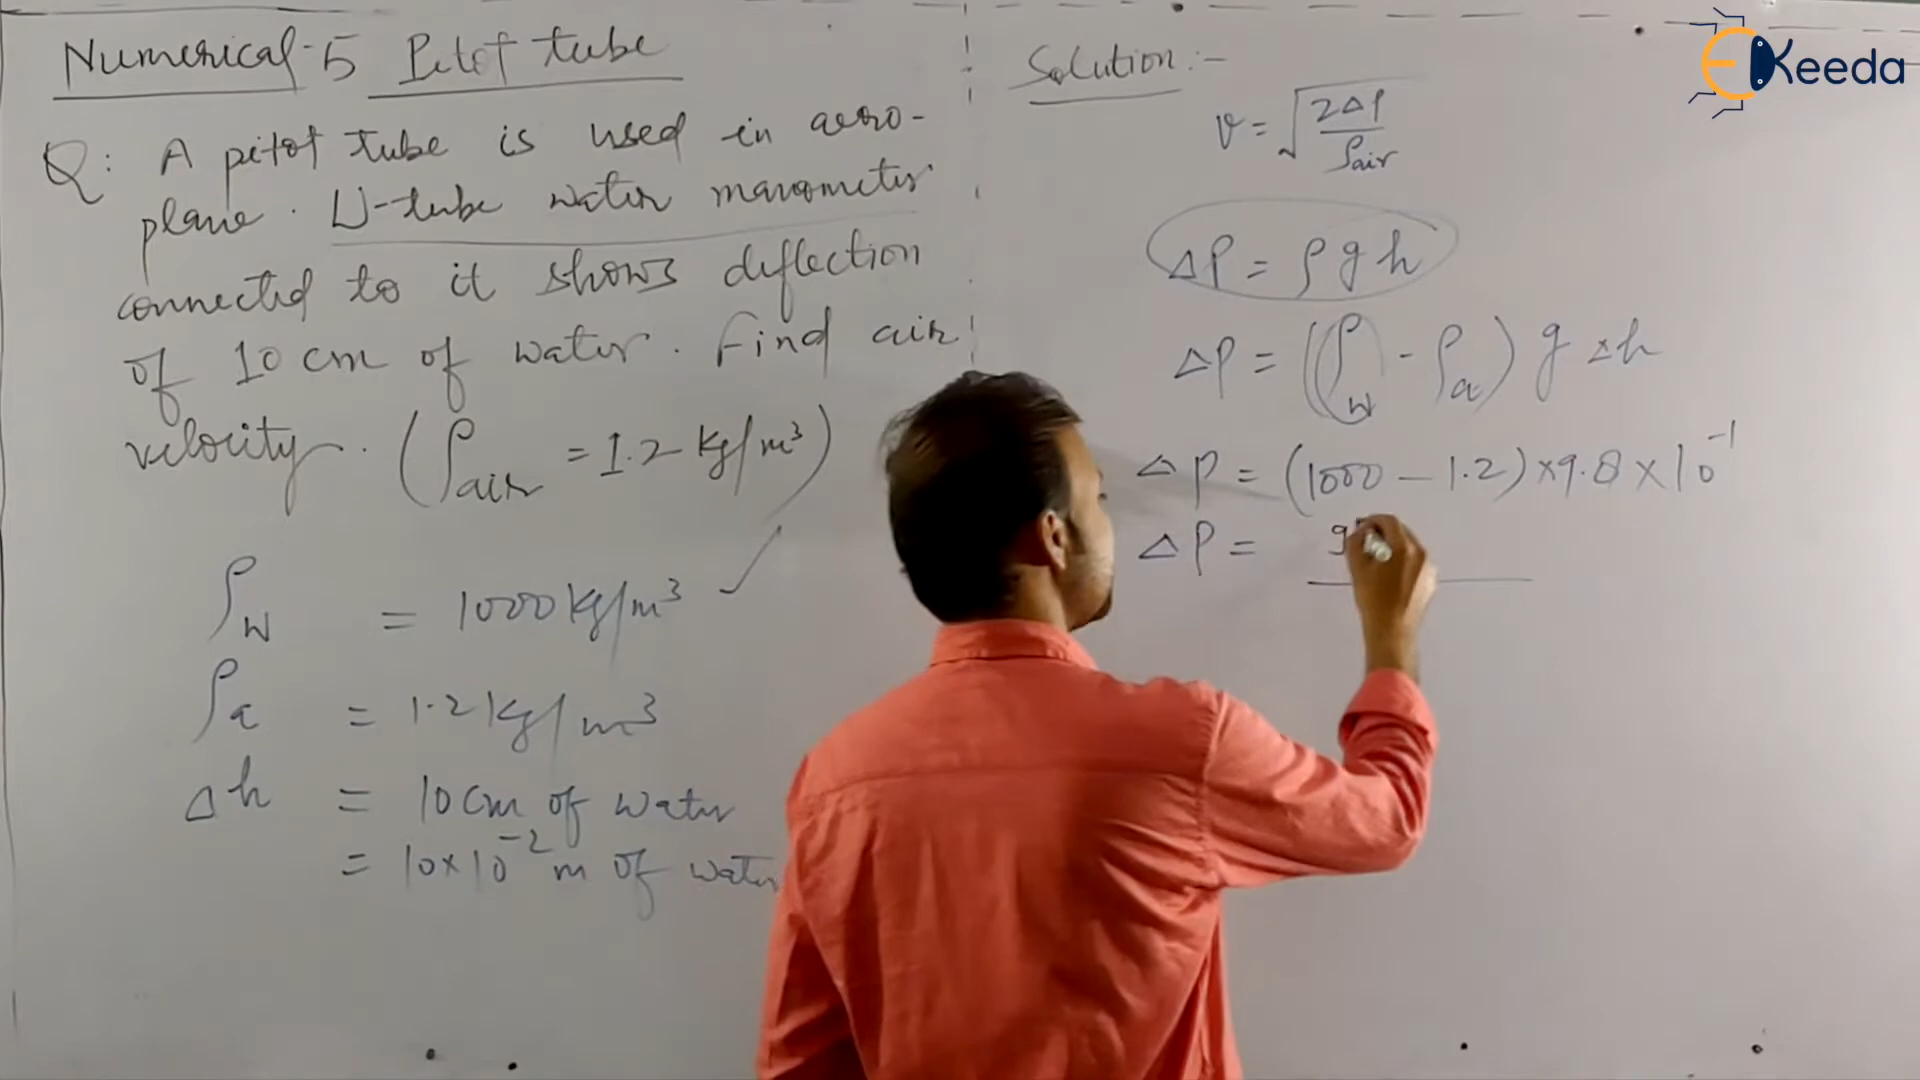 Numerical-5 Pitot tube
Q: A pitot tube is used in aero-
plane. U-tube water manometer
connected to it shows deflection
of 10 cm of water. Find air
velocity. (ρair = 1.2 kg/m³)
ρw = 1000 kg/m³ ✓
ρa = 1.2 kg/m³
Δh = 10 cm of water
= 10×10⁻² m of water
Solution:-
v = √(2ΔP/ρair)
ΔP = ρgh
ΔP = (ρw - ρa) g Δh
ΔP = (1000 - 1.2) × 9.8 × 10⁻¹
ΔP = 9
EKeeda